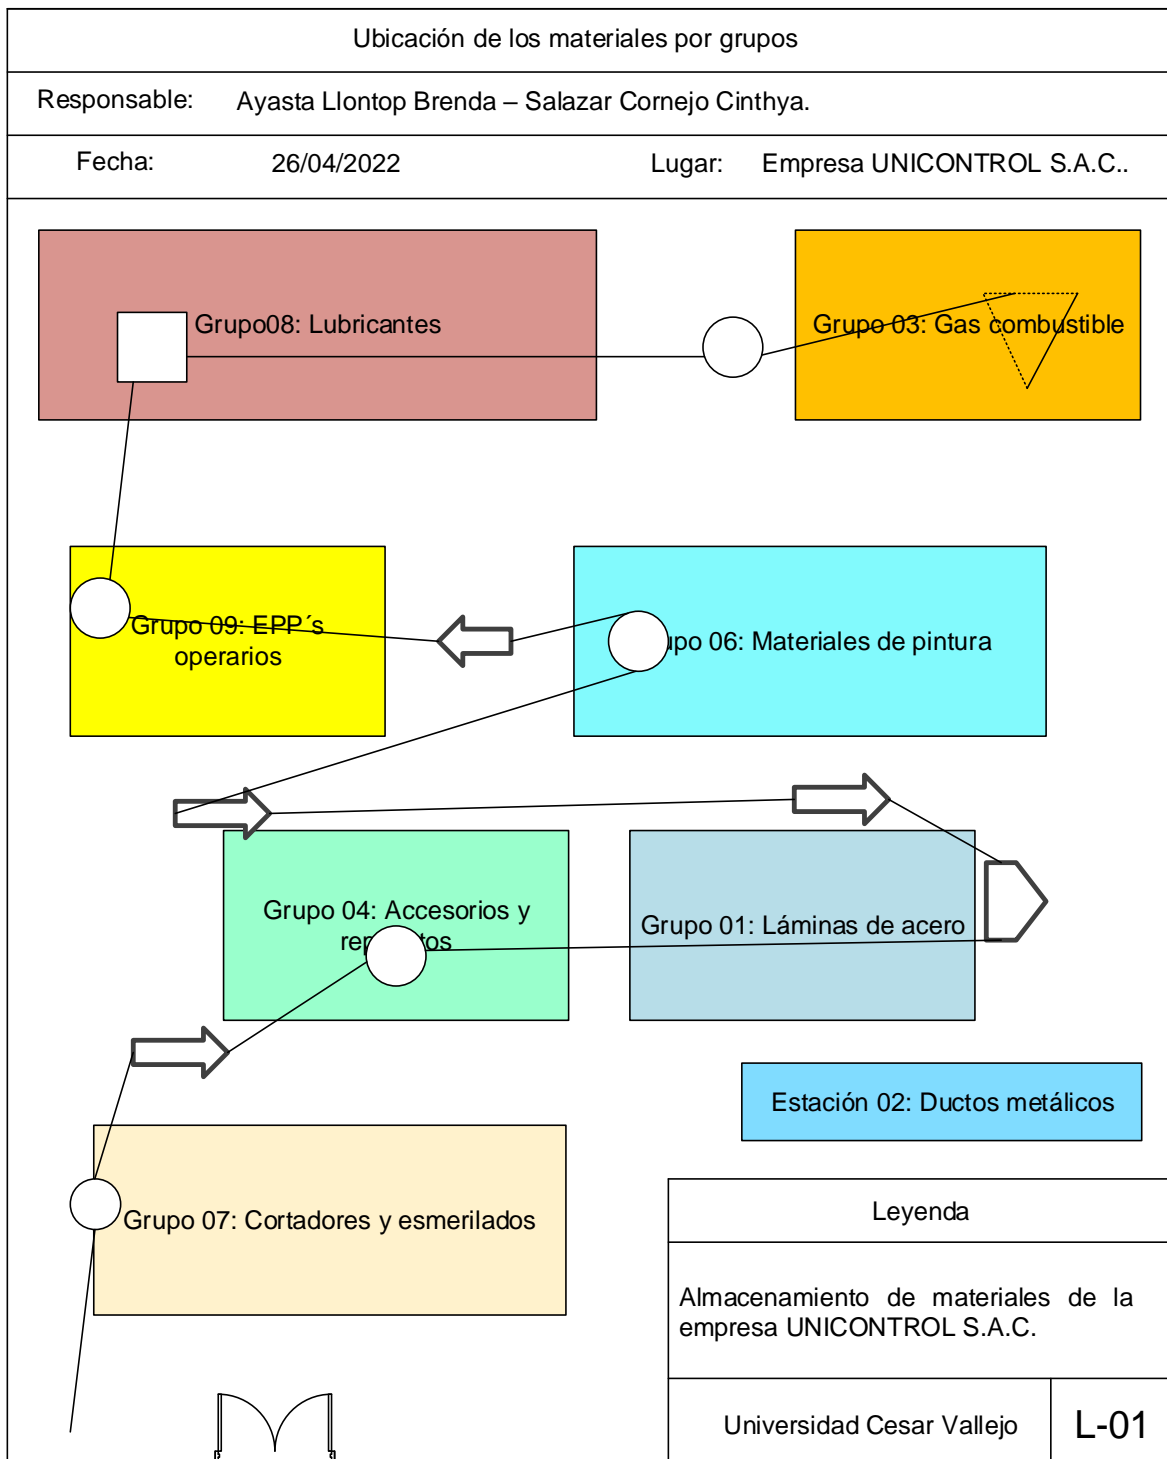 Ubicación de los materiales por grupos
Responsable: Ayasta Llontop Brenda – Salazar Cornejo Cinthya.
Fecha: 26/04/2022 Lugar: Empresa UNICONTROL S.A.C..
Grupo08: Lubricantes
Grupo 03: Gas combustible
Grupo 09: EPP´s
operarios
upo 06: Materiales de pintura
Grupo 04: Accesorios y
rep tos
Grupo 01: Láminas de acero
Estación 02: Ductos metálicos
Grupo 07: Cortadores y esmerilados
Leyenda
Almacenamiento de materiales de la
empresa UNICONTROL S.A.C.
Universidad Cesar Vallejo
L-01